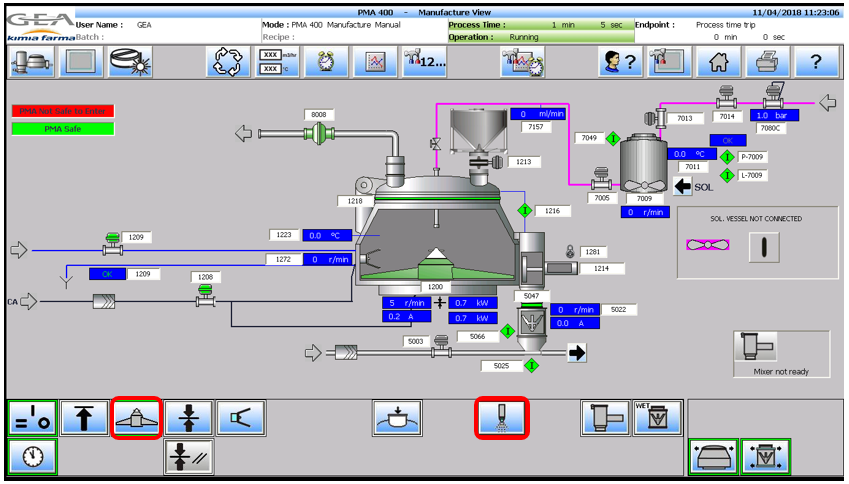 PMA 400 - Manufacture View 11/04/2018 11:23:06
GEA
kimia farma
User Name : GEA
Batch :
Mode : PMA 400 Manufacture Manual
Recipe :
Process Time : 1 min 5 sec
Operation : Running
Endpoint : Process time trip
0 min 0 sec
XXX m3/hr
XXX °C
12...
?
?
PMA Not Safe to Enter
PMA Safe
8008
0 ml/min
7157
1213
7049
7013
7014
1.0 bar
7080C
OK
0.0 °C
7011
P-7009
L-7009
SOL
7005
7009
0 r/min
SOL. VESSEL NOT CONNECTED
1218
1216
1209
1223
0.0 °C
1272
0 r/min
OK
1209
1208
CA
1281
1214
1200
5 r/min
0.7 kW
0.2 A
0.7 kW
5047
0 r/min
5022
0.0 A
5003
5066
5025
Mixer not ready
WET